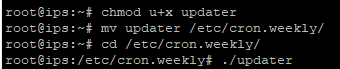 root@ips:~# chmod u+x updater
root@ips:~# mv updater /etc/cron.weekly/
root@ips:~# cd /etc/cron.weekly/
root@ips:/etc/cron.weekly# ./updater